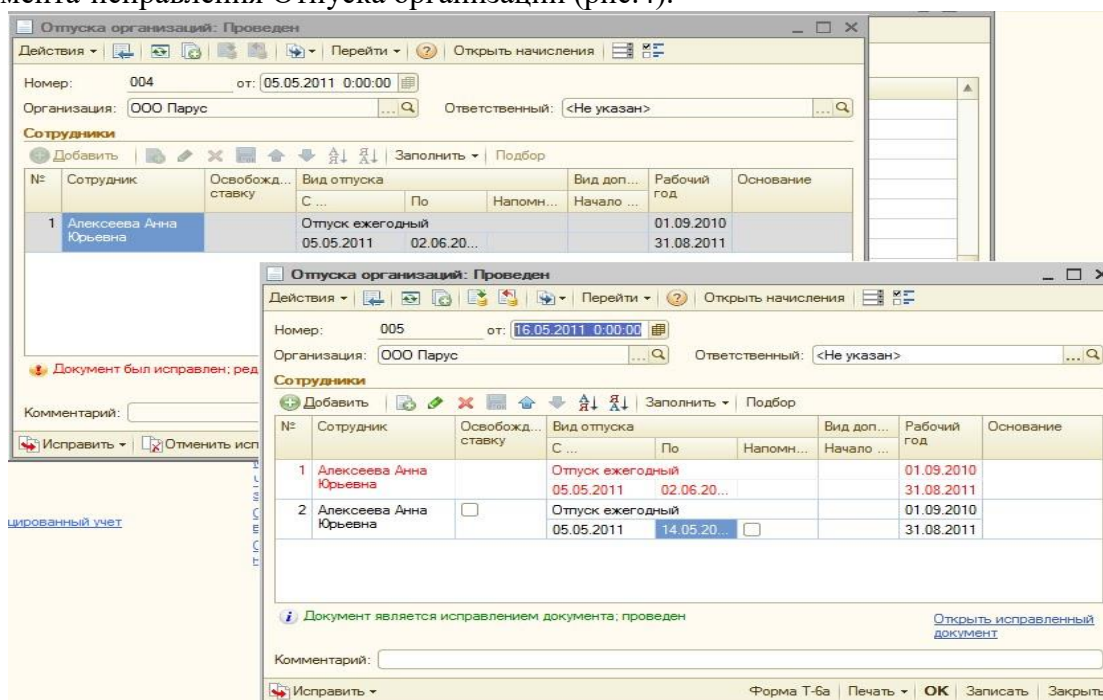 мента исправления Отпуска организаций (рис.4).
Отпуска организаций: Проведен
Действия Перейти Открыть начисления
Номер: 004 от: 05.05.2011 0:00:00
Организация: ООО Парус ... Ответственный: <Не указан> ...
Сотрудники
Добавить Заполнить Подбор
№ Сотрудник Освобожд... Вид отпуска Вид доп... Рабочий Основание
ставку С ... По Напомн... Начало ... год
1 Алексеева Анна Отпуск ежегодный 01.09.2010
Юрьевна 05.05.2011 02.06.20... 31.08.2011
Документ был исправлен; ред
Комментарий:
Исправить Отменить исп
цированный учет
Отпуска организаций: Проведен
Действия Перейти Открыть начисления
Номер: 005 от: 16.05.2011 0:00:00
Организация: ООО Парус ... Ответственный: <Не указан> ...
Сотрудники
Добавить Заполнить Подбор
№ Сотрудник Освобожд... Вид отпуска Вид доп... Рабочий Основание
ставку С ... По Напомн... Начало ... год
1 Алексеева Анна Отпуск ежегодный 01.09.2010
Юрьевна 05.05.2011 02.06.20... 31.08.2011
2 Алексеева Анна Отпуск ежегодный 01.09.2010
Юрьевна 05.05.2011 14.05.20... 31.08.2011
Документ является исправлением документа; проведен Открыть исправленный
документ
Комментарий:
Исправить Форма Т-6а Печать OK Записать Закрыть